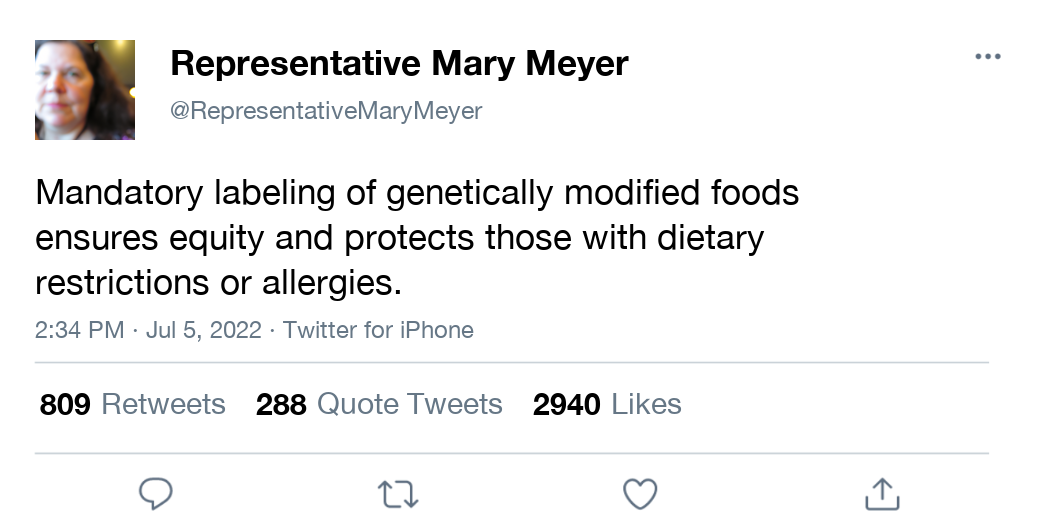 Representative Mary Meyer
@RepresentativeMaryMeyer
Mandatory labeling of genetically modified foods
ensures equity and protects those with dietary
restrictions or allergies.
2:34 PM · Jul 5, 2022 · Twitter for iPhone
809 Retweets 288 Quote Tweets 2940 Likes